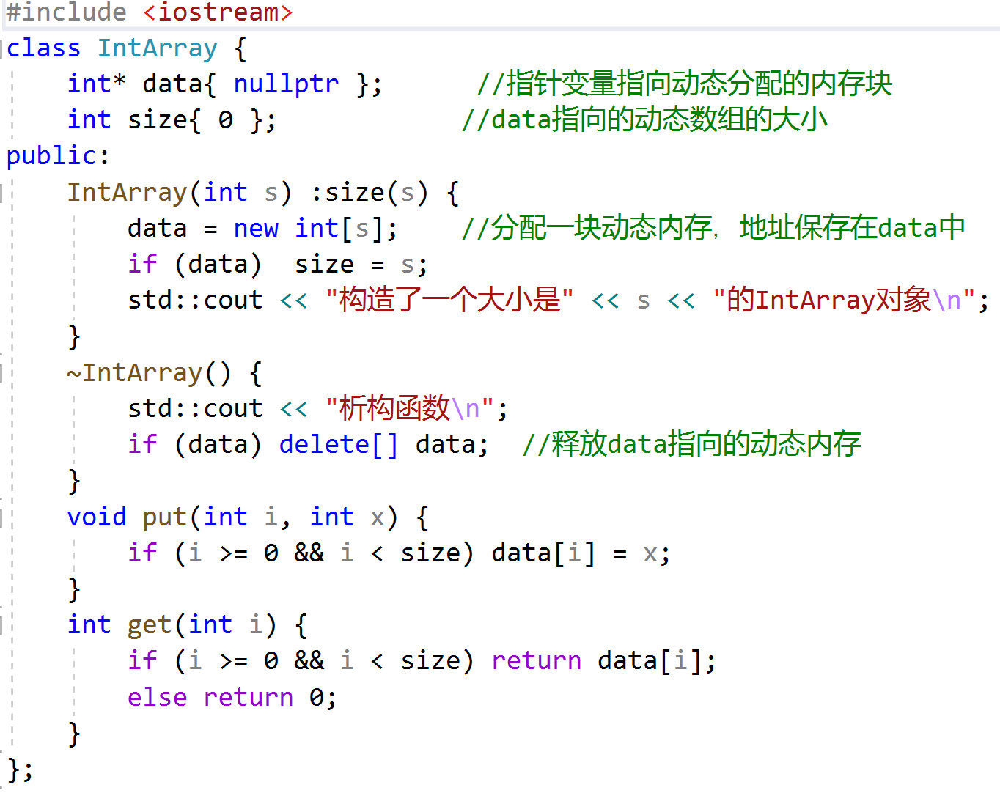 #include <iostream>
class IntArray {
    int* data{ nullptr };      //指针变量指向动态分配的内存块
    int size{ 0 };            //data指向的动态数组的大小
public:
    IntArray(int s) :size(s) {
        data = new int[s];    //分配一块动态内存，地址保存在data中
        if (data)  size = s;
        std::cout << "构造了一个大小是" << s << "的IntArray对象\n";
    }
    ~IntArray() {
        std::cout << "析构函数\n";
        if (data) delete[] data;  //释放data指向的动态内存
    }
    void put(int i, int x) {
        if (i >= 0 && i < size) data[i] = x;
    }
    int get(int i) {
        if (i >= 0 && i < size) return data[i];
        else return 0;
    }
};